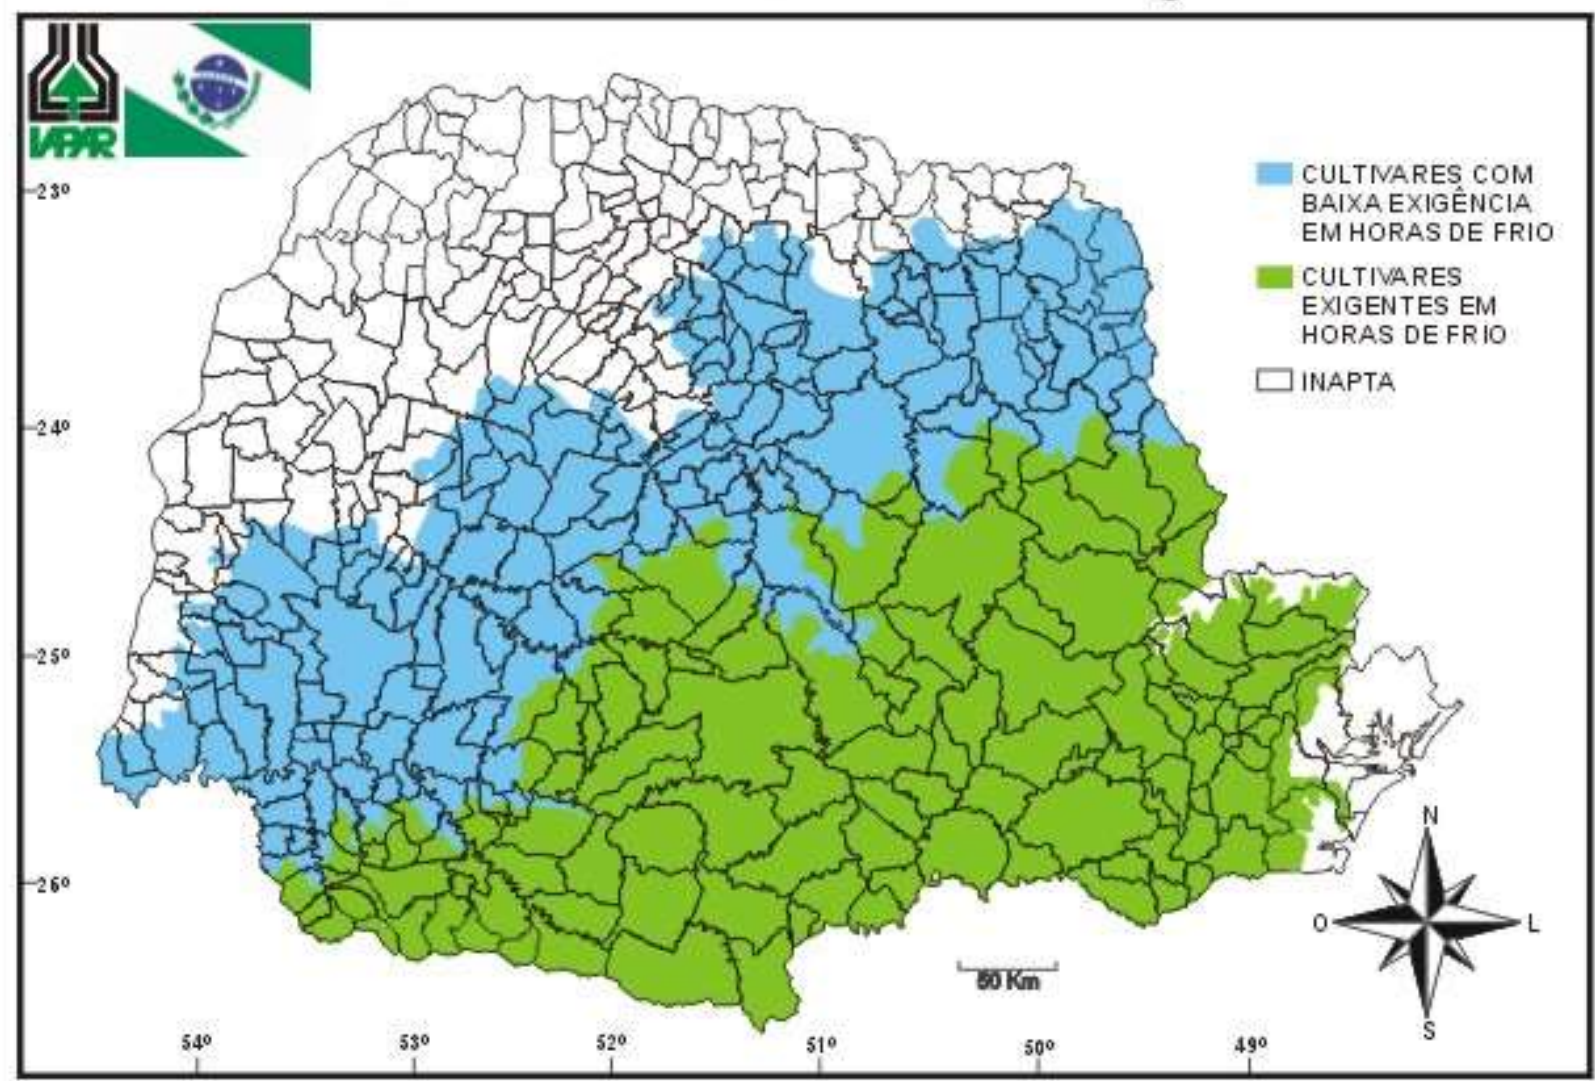 IAPAR
CULTIVARES COM
BAIXA EXIGÊNCIA
EM HORAS DE FRIO
CULTIVARES
EXIGENTES EM
HORAS DE FRIO
INAPTA
23º
24º
25º
26º
N
O
L
S
50 Km
54º
53º
52º
51º
50º
49º